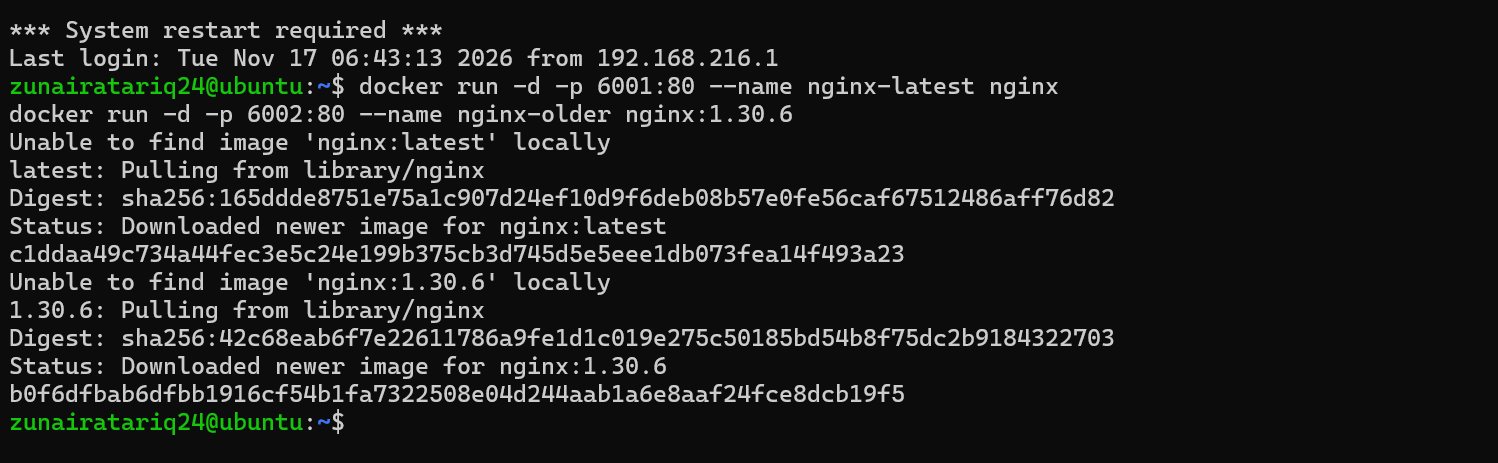 *** System restart required ***
Last login: Tue Nov 17 06:43:13 2026 from 192.168.216.1
zunairatariq24@ubuntu:~$ docker run -d -p 6001:80 --name nginx-latest nginx
docker run -d -p 6002:80 --name nginx-older nginx:1.30.6
Unable to find image 'nginx:latest' locally
latest: Pulling from library/nginx
Digest: sha256:165ddde8751e75a1c907d24ef10d9f6deb08b57e0fe56caf67512486aff76d82
Status: Downloaded newer image for nginx:latest
c1ddaa49c734a44fec3e5c24e199b375cb3d745d5e5eee1db073fea14f493a23
Unable to find image 'nginx:1.30.6' locally
1.30.6: Pulling from library/nginx
Digest: sha256:42c68eab6f7e22611786a9fe1d1c019e275c50185bd54b8f75dc2b9184322703
Status: Downloaded newer image for nginx:1.30.6
b0f6dfbab6dfbb1916cf54b1fa7322508e04d244aab1a6e8aaf24fce8dcb19f5
zunairatariq24@ubuntu:~$